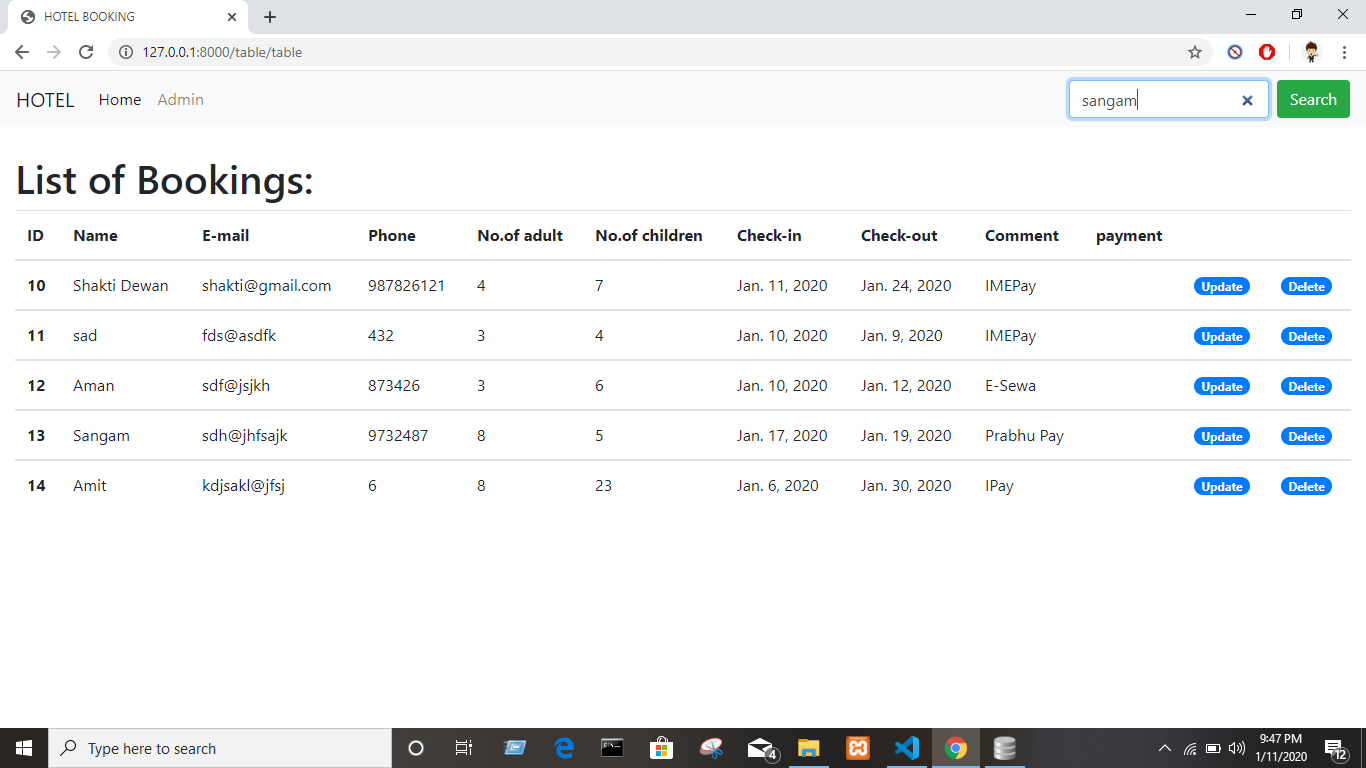 HOTEL BOOKING
127.0.0.1:8000/table/table
HOTEL Home Admin sangam Search
List of Bookings:
ID Name E-mail Phone No.of adult No.of children Check-in Check-out Comment payment
10 Shakti Dewan shakti@gmail.com 987826121 4 7 Jan. 11, 2020 Jan. 24, 2020 IMEPay Update Delete
11 sad fds@asdfk 432 3 4 Jan. 10, 2020 Jan. 9, 2020 IMEPay Update Delete
12 Aman sdf@jsjkh 873426 3 6 Jan. 10, 2020 Jan. 12, 2020 E-Sewa Update Delete
13 Sangam sdh@jhfsajk 9732487 8 5 Jan. 17, 2020 Jan. 19, 2020 Prabhu Pay Update Delete
14 Amit kdjsakl@jfsj 6 8 23 Jan. 6, 2020 Jan. 30, 2020 IPay Update Delete
Type here to search 4 9:47 PM
1/11/2020 12